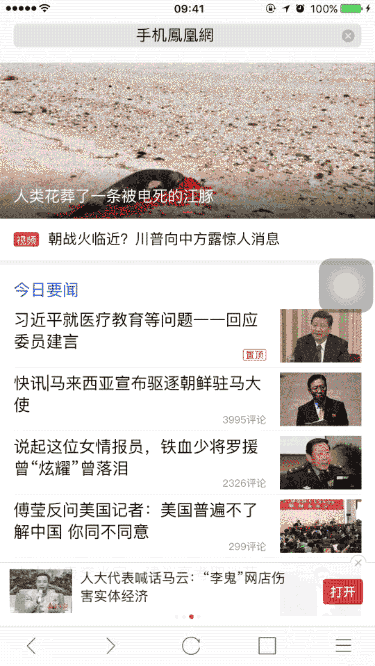 09:41
100%
手机鳳凰網
人类花葬了一条被电死的江豚
视频 朝战火临近？川普向中方露惊人消息
今日要闻
习近平就医疗教育等问题一一回应
委员建言
置顶
快讯|马来西亚宣布驱逐朝鲜驻马大
使
3995评论
说起这位女情报员，铁血少将罗援
曾“炫耀”曾落泪
2326评论
傅莹反问美国记者：美国普遍不了
解中国 你同不同意
299评论
人大代表喊话马云：“李鬼”网店伤
害实体经济
打开